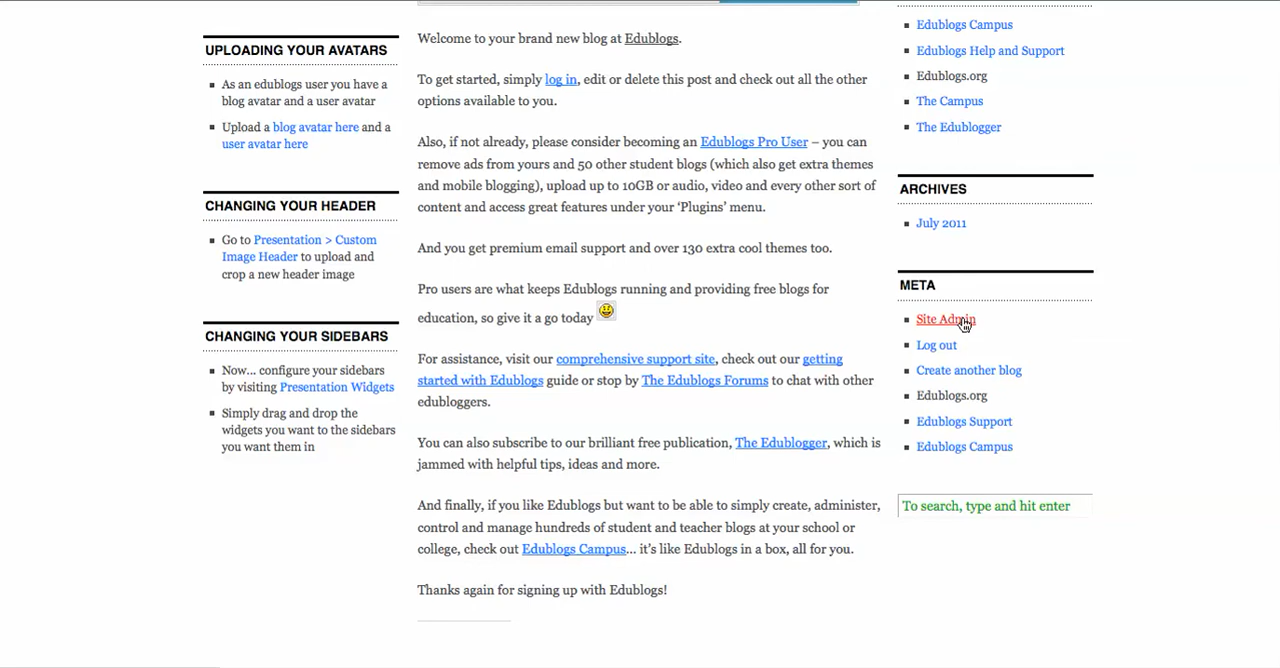 UPLOADING YOUR AVATARS
As an edublogs user you have a
blog avatar and a user avatar
Upload a blog avatar here and a
user avatar here
CHANGING YOUR HEADER
Go to Presentation > Custom
Image Header to upload and
crop a new header image
CHANGING YOUR SIDEBARS
Now... configure your sidebars
by visiting Presentation Widgets
Simply drag and drop the
widgets you want to the sidebars
you want them in
Welcome to your brand new blog at Edublogs.
To get started, simply log in, edit or delete this post and check out all the other
options available to you.
Also, if not already, please consider becoming an Edublogs Pro User – you can
remove ads from yours and 50 other student blogs (which also get extra themes
and mobile blogging), upload up to 10GB or audio, video and every other sort of
content and access great features under your ‘Plugins’ menu.
And you get premium email support and over 130 extra cool themes too.
Pro users are what keeps Edublogs running and providing free blogs for
education, so give it a go today
For assistance, visit our comprehensive support site, check out our getting
started with Edublogs guide or stop by The Edublogs Forums to chat with other
edubloggers.
You can also subscribe to our brilliant free publication, The Edublogger, which is
jammed with helpful tips, ideas and more.
And finally, if you like Edublogs but want to be able to simply create, administer,
control and manage hundreds of student and teacher blogs at your school or
college, check out Edublogs Campus... it’s like Edublogs in a box, all for you.
Thanks again for signing up with Edublogs!
Edublogs Campus
Edublogs Help and Support
Edublogs.org
The Campus
The Edublogger
ARCHIVES
July 2011
META
Site Admin
Log out
Create another blog
Edublogs.org
Edublogs Support
Edublogs Campus
To search, type and hit enter